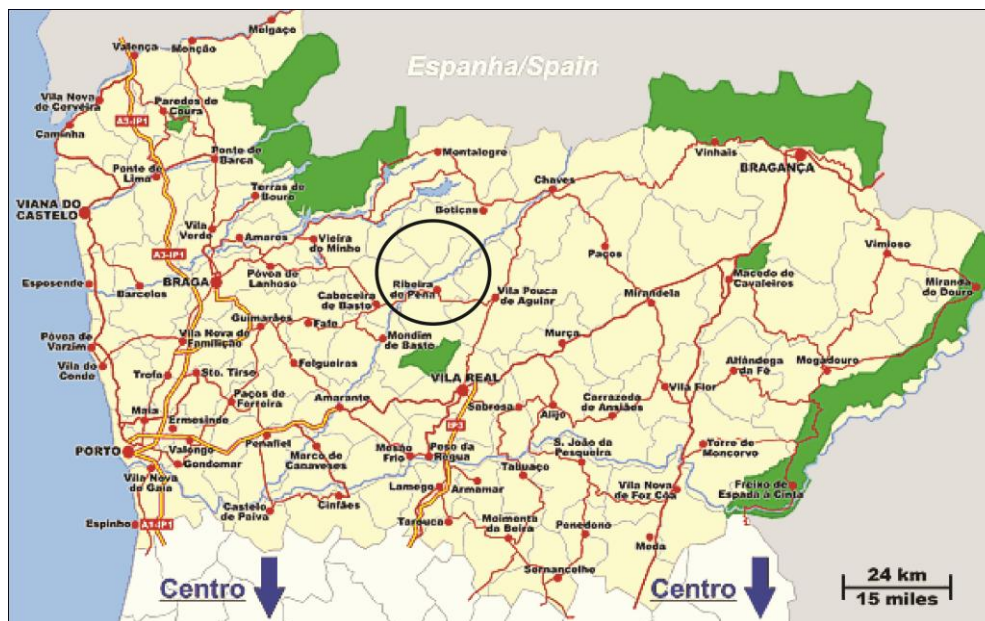 Melgaço
Valença
Monção
Espanha/Spain
Vila Nova
de Cerveira
Paredes de
Coura
A3-IP1
Caminha
Ponte de
Barca
Ponte de
Lima
Montalegre
Vinhais
BRAGANÇA
Terras de
Bouro
Chaves
VIANA DO
CASTELO
Boticas
Vila
Verde
Amares
Vieira
do Minho
A3-IP1
Paços
Vimioso
Esposende
Barcelos
BRAGA
Póvoa de
Lanhoso
Ribeira
de Pena
Cabeceira
de Basto
Vila Pouca
de Aguiar
Mirandela
Macedo de
Cavaleiros
Miranda
do Douro
Guimarães
Fafe
Póvoa de
Varzim
Vila Nova de
Familição
Mondim
de Basto
Murça
Vila do
Conde
Trofa
Sto. Tirso
Felgueiras
Alfândega
da Fé
Mogadouro
VILA REAL
Vila Flor
Paços de
Ferreira
Amarante
Sabrosa
Alijo
Carrazeda
de Ansiães
Maia
Ermesinde
IP3
PORTO
Valongo
Gondomar
Penafiel
Marco de
Canaveses
Mesão
Frio
Peso da
Régua
S. João da
Pesqueira
Torre de
Moncorvo
Vila Nova
de Gaia
Lamego
Armamar
Tabuaço
Vila Nova
de Foz Côa
Freixo de
Espada à Cinta
Espinho
A1-IP1
Castelo
de Paiva
Cinfães
Tarouca
Moimenta
da Beira
Penedono
Meda
Sernancelhe
Centro
Centro
24 km
15 miles